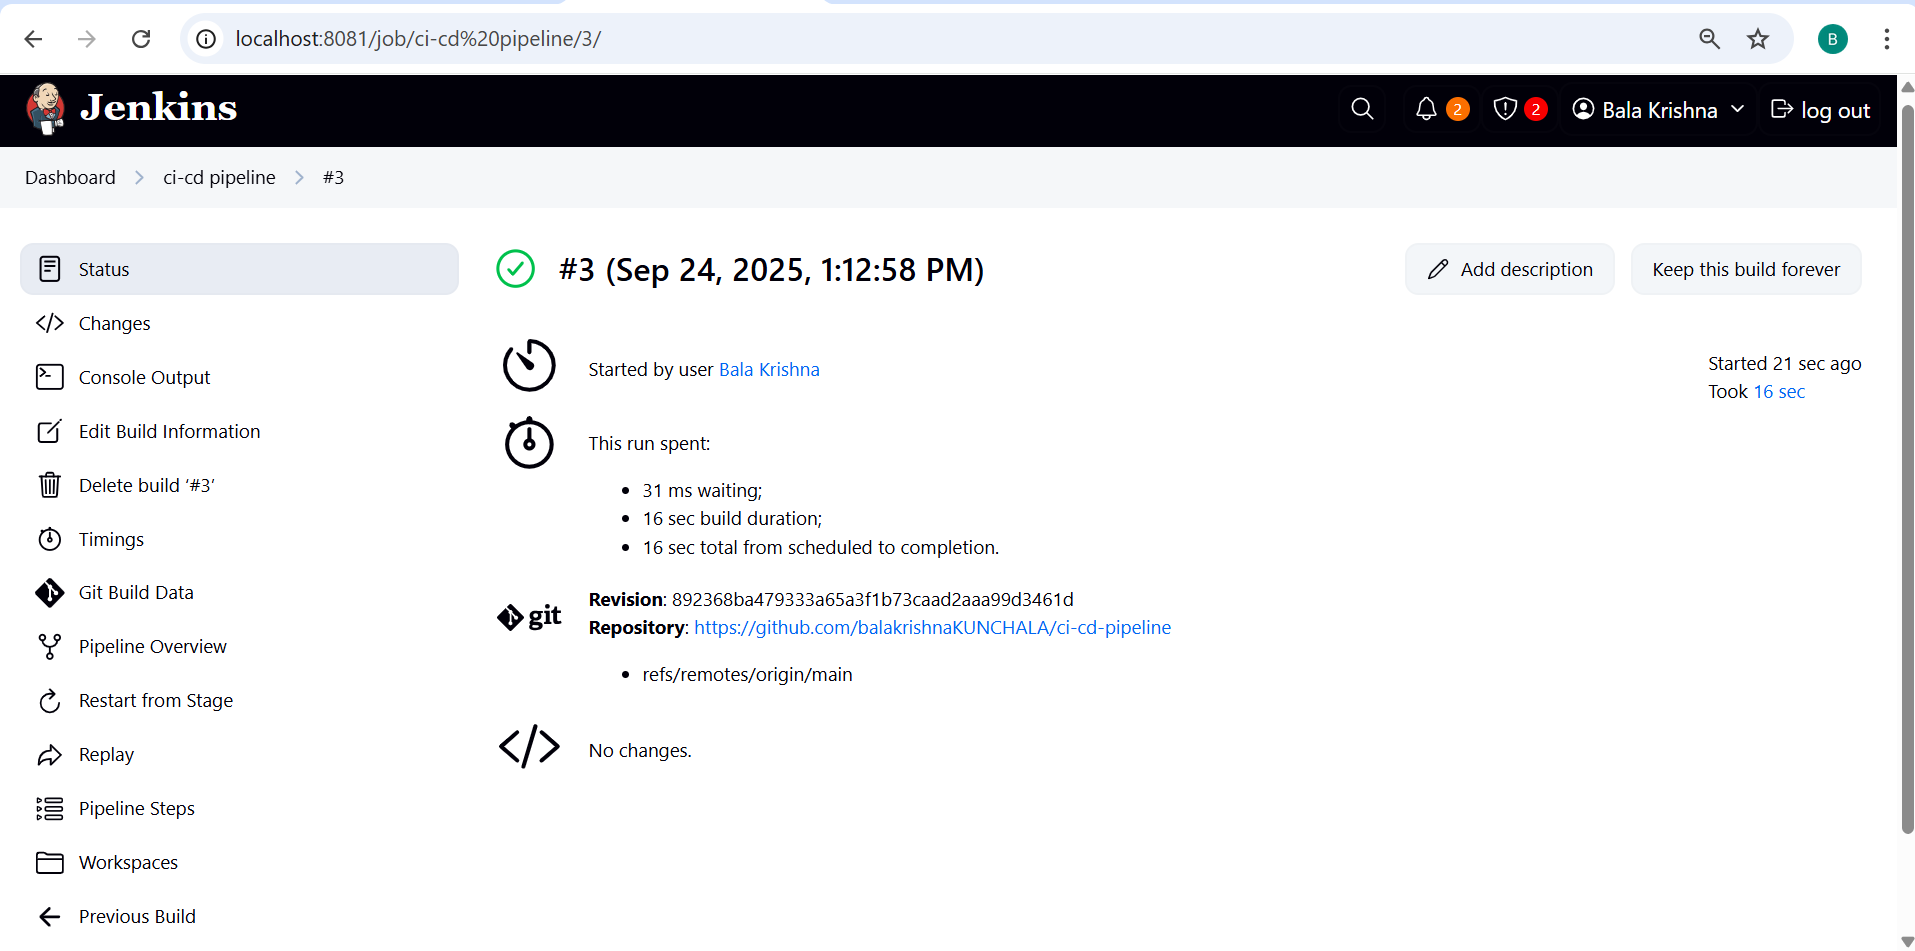 localhost:8081/job/ci-cd%20pipeline/3/
B
Jenkins
2
2
Bala Krishna
log out
Dashboard
ci-cd pipeline
#3
Status
Changes
Console Output
Edit Build Information
Delete build ‘#3’
Timings
Git Build Data
Pipeline Overview
Restart from Stage
Replay
Pipeline Steps
Workspaces
Previous Build
#3 (Sep 24, 2025, 1:12:58 PM)
Add description
Keep this build forever
Started by user Bala Krishna
Started 21 sec ago
Took 16 sec
This run spent:
31 ms waiting;
16 sec build duration;
16 sec total from scheduled to completion.
git
Revision: 892368ba479333a65a3f1b73caad2aaa99d3461d
Repository: https://github.com/balakrishnaKUNCHALA/ci-cd-pipeline
refs/remotes/origin/main
No changes.